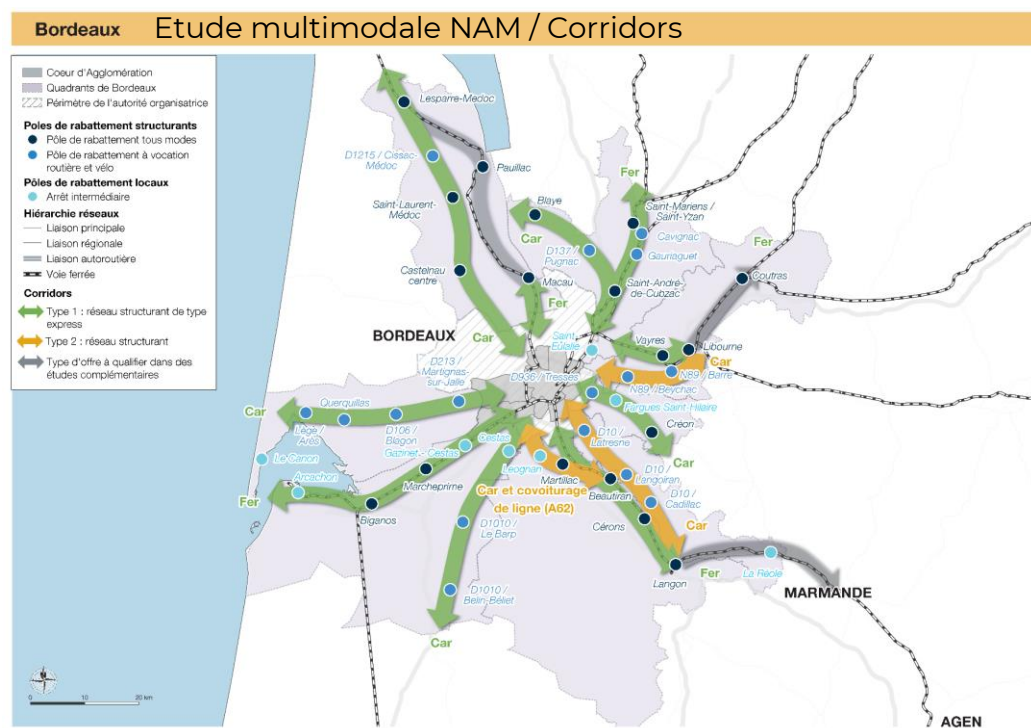 Bordeaux Etude multimodale NAM / Corridors
Coeur d'Agglomération
Quadrants de Bordeaux
Périmètre de l'autorité organisatrice
Poles de rabattement structurants
Pôle de rabattement tous modes
Pôle de rabattement à vocation
routière et vélo
Pôles de rabattement locaux
Arrêt intermédiaire
Hiérarchie réseaux
Liaison principale
Liaison régionale
Liaison autoroutière
Voie ferrée
Corridors
Type 1 : réseau structurant de type
express
Type 2 : réseau structurant
Type d'offre à qualifier dans des
études complémentaires
Lesparre-Medoc
D1215 / Cissac-
Médoc
Pauillac
Saint-Laurent-
Médoc
Blaye
Car
Fer
Saint-Mariens /
Saint-Yzan
Cavignac
Gauriaguet
D137 /
Pugnac
Fer
Coutras
Castelnau
centre
Macau
Saint-André-
de-Cubzac
Fer
BORDEAUX
Car
Saint
Eulalie
Vayres
Libourne
Car
D213 /
Martignas-
sur-Jalle
D936 / Tresses
N89 / Barre
N89 / Beychac
Fargues Saint-Hilaire
Querquillas
Car
Lège /
Arès
D106 /
Blagon
Gazinet - Cestas
Cestas
D10 /
Latresne
Créon
Car
Le Canon
Arcachon
Fer
Marcheprime
Biganos
Leognan
Martillac
D10 /
Langoiran
Beautiran
Car et covoiturage
de ligne (A62)
D10 /
Cadillac
Car
Cérons
D1010 /
Le Barp
Langon
Fer
La Réole
MARMANDE
D1010 /
Belin-Béliet
Car
0 10 20 km
AGEN